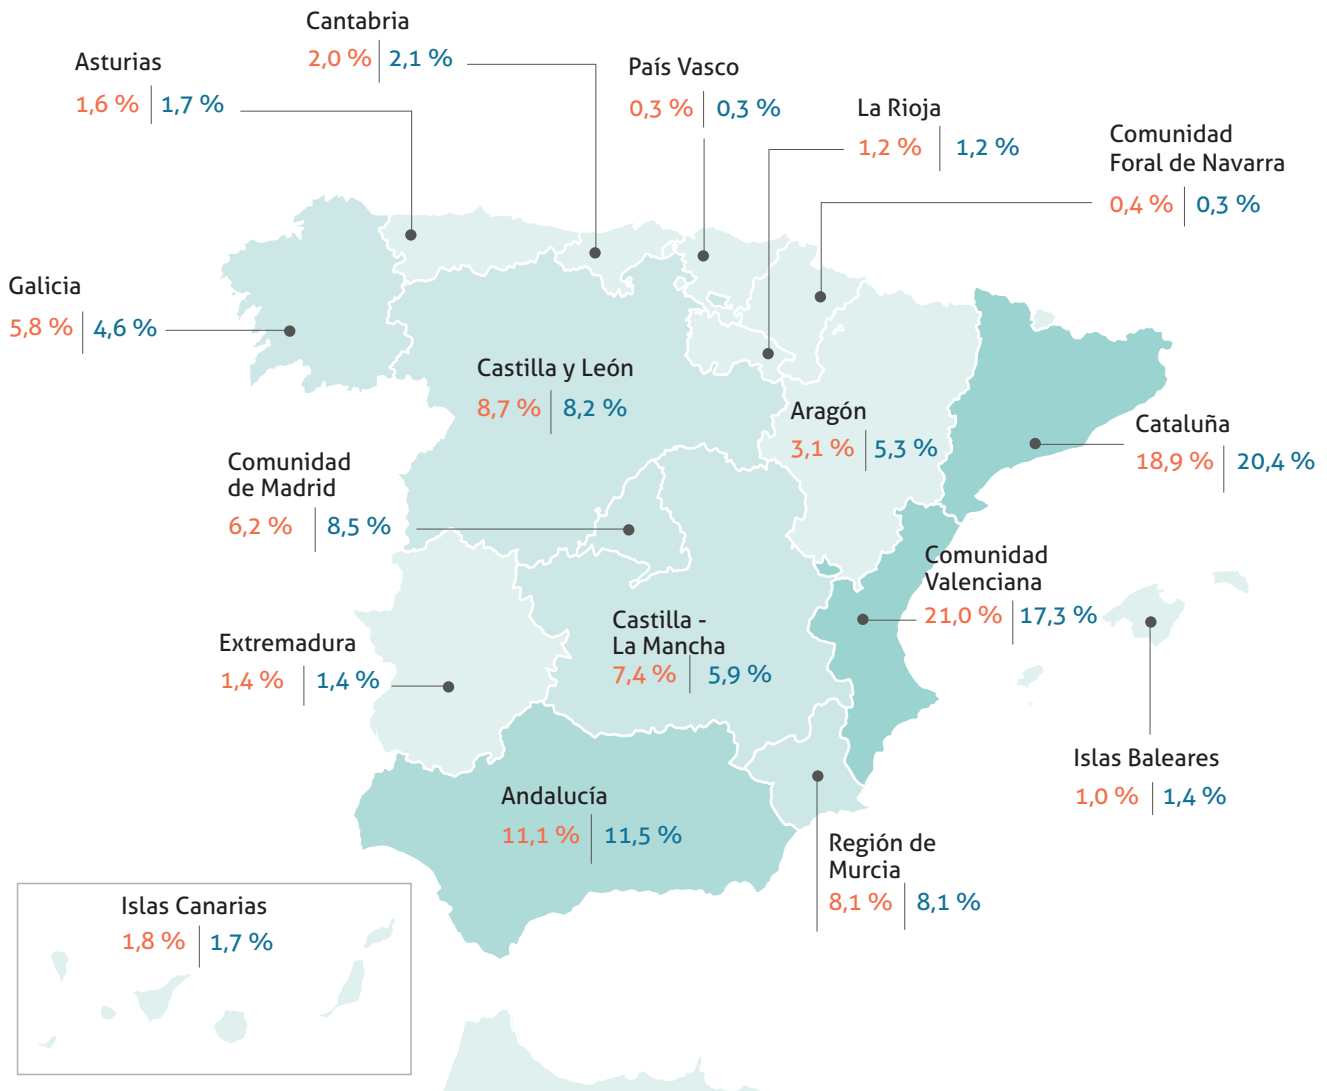 Cantabria
2,0 % 2,1 %
Asturias
1,6 % 1,7 %
País Vasco
0,3 % 0,3 %
La Rioja
1,2 % 1,2 %
Comunidad
Foral de Navarra
0,4 % 0,3 %
Galicia
5,8 % 4,6 %
Castilla y León
8,7 % 8,2 %
Aragón
3,1 % 5,3 %
Cataluña
18,9 % 20,4 %
Comunidad
de Madrid
6,2 % 8,5 %
Comunidad
Valenciana
21,0 % 17,3 %
Castilla -
La Mancha
7,4 % 5,9 %
Extremadura
1,4 % 1,4 %
Islas Baleares
1,0 % 1,4 %
Andalucía
11,1 % 11,5 %
Región de
Murcia
8,1 % 8,1 %
Islas Canarias
1,8 % 1,7 %